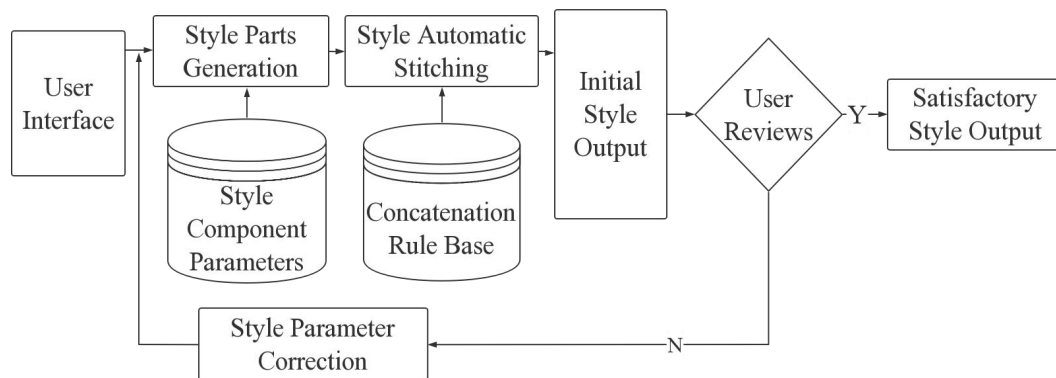 User
Interface
Style Parts
Generation
Style Automatic
Stitching
Initial
Style
Output
User
Reviews
Y
Satisfactory
Style Output
Style
Component
Parameters
Concatenation
Rule Base
Style Parameter
Correction
N